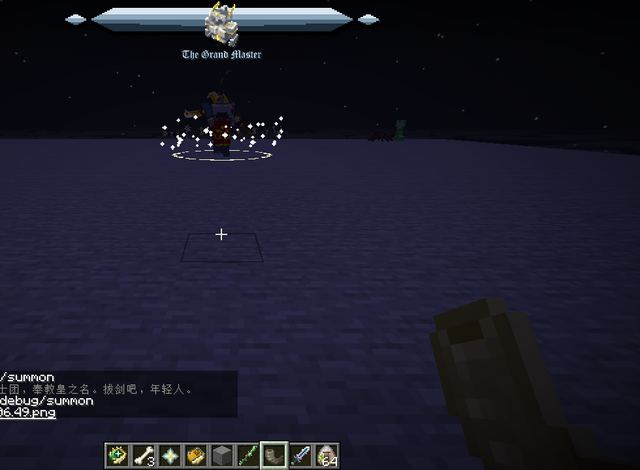 The Grand Master
/summon
士团，奉教皇之名。拔剑吧，年轻人。
debug/summon
06.49.png
3
64